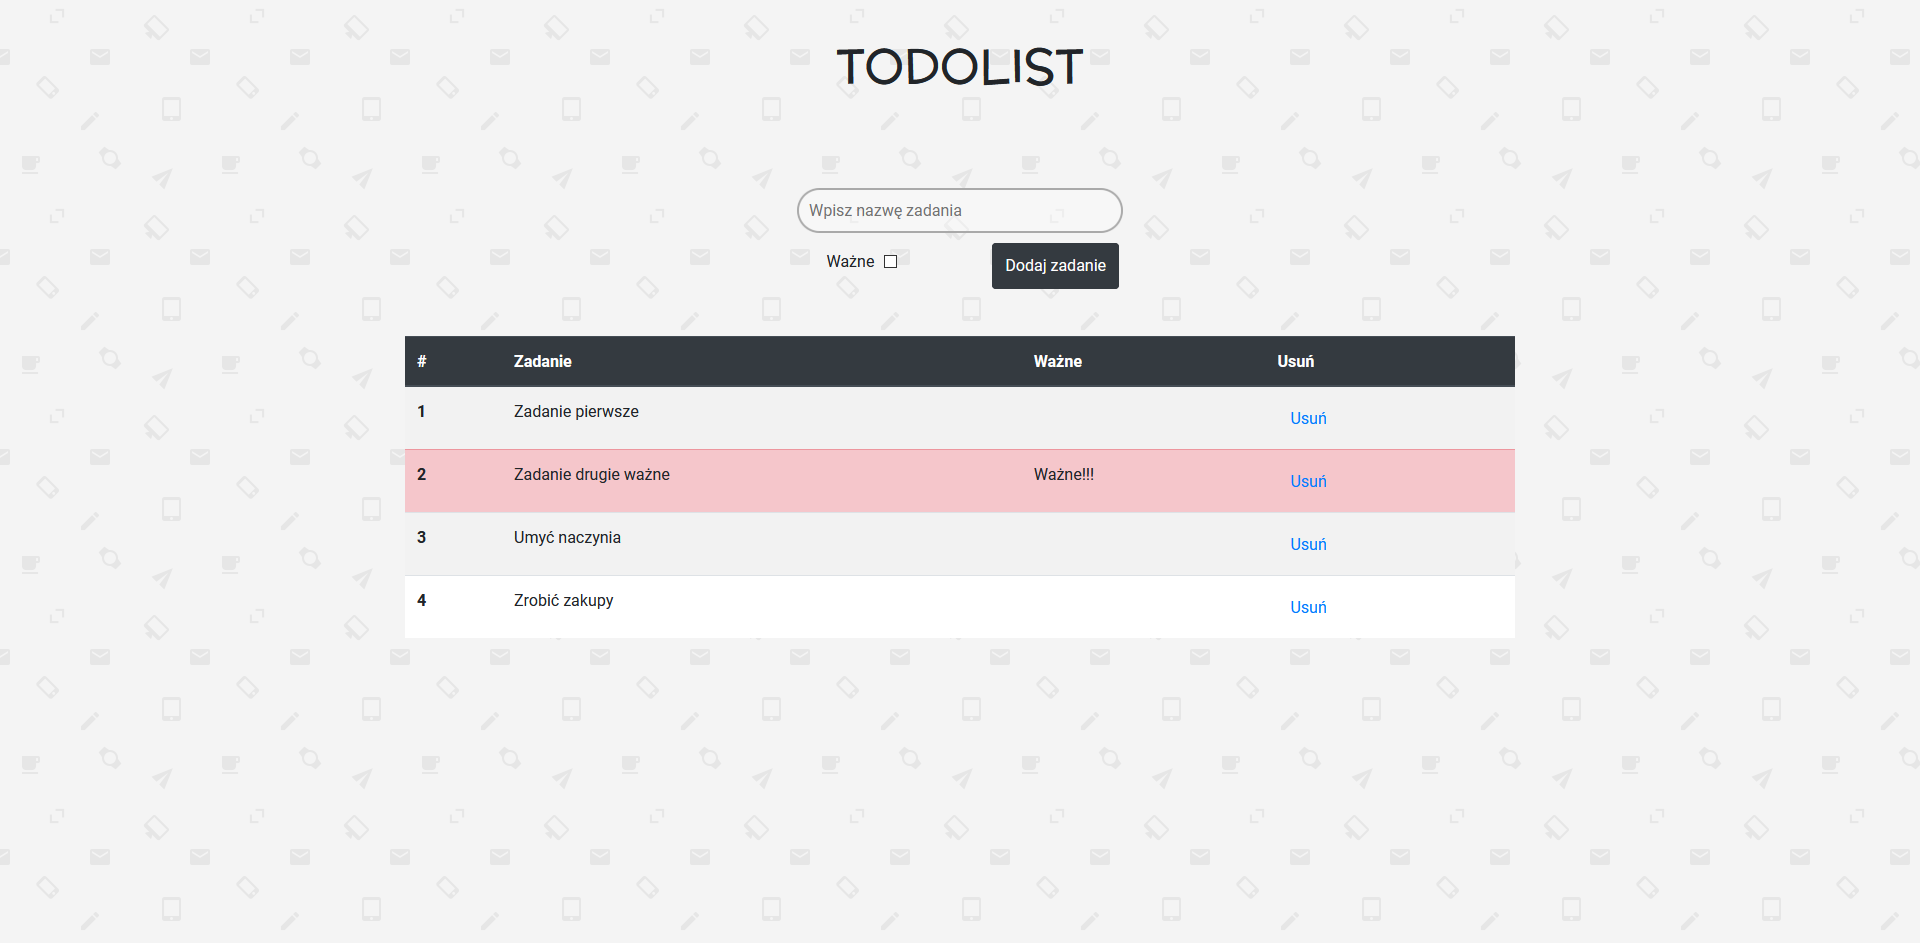 TODOLIST
Wpisz nazwę zadania
Ważne Dodaj zadanie
# Zadanie Ważne Usuń
1 Zadanie pierwsze Usuń
2 Zadanie drugie ważne Ważne!!! Usuń
3 Umyć naczynia Usuń
4 Zrobić zakupy Usuń